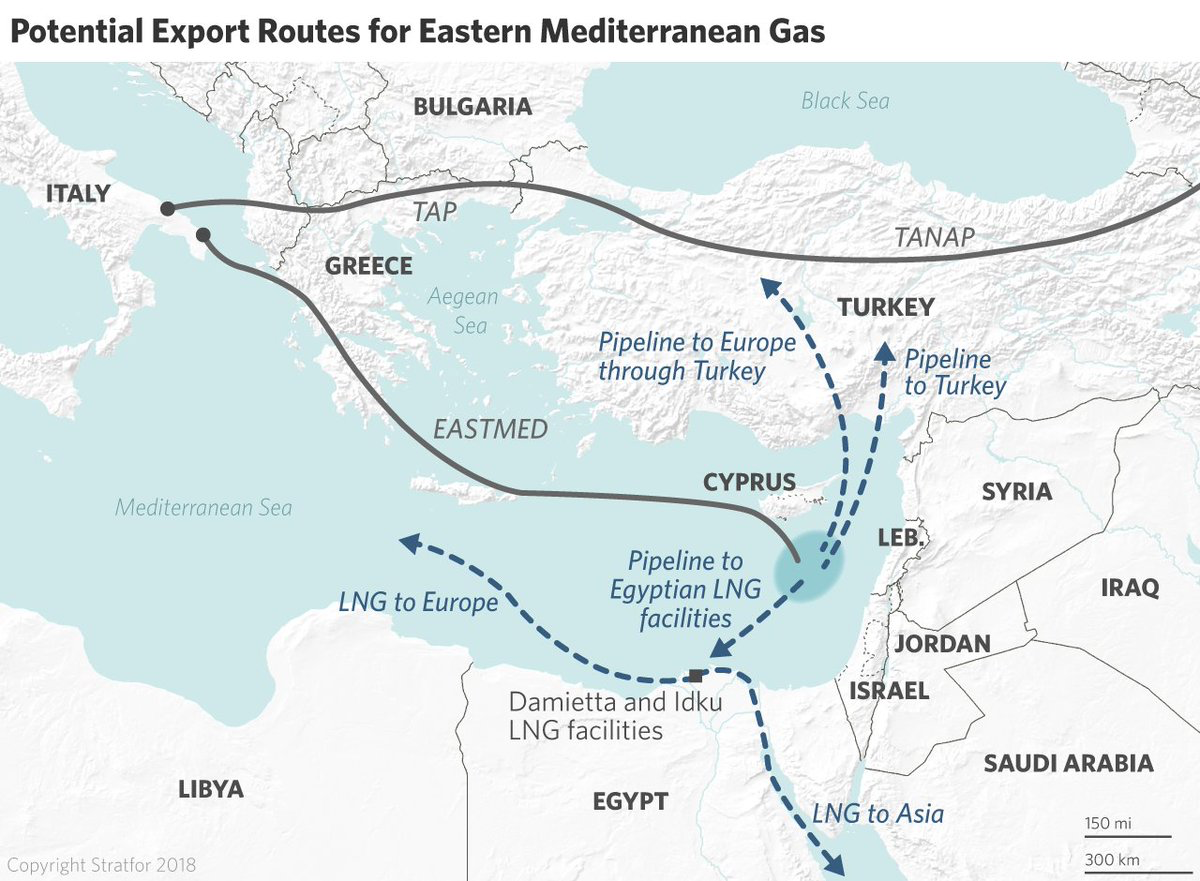 Potential Export Routes for Eastern Mediterranean Gas
BULGARIA
Black Sea
ITALY
TAP
TANAP
GREECE
Aegean
Sea
TURKEY
Pipeline to Europe
through Turkey
Pipeline
to Turkey
EASTMED
CYPRUS
SYRIA
Mediterranean Sea
LEB.
Pipeline to
Egyptian LNG
facilities
IRAQ
LNG to Europe
JORDAN
ISRAEL
Damietta and Idku
LNG facilities
SAUDI ARABIA
LIBYA
EGYPT
LNG to Asia
150 mi
300 km
Copyright Stratfor 2018